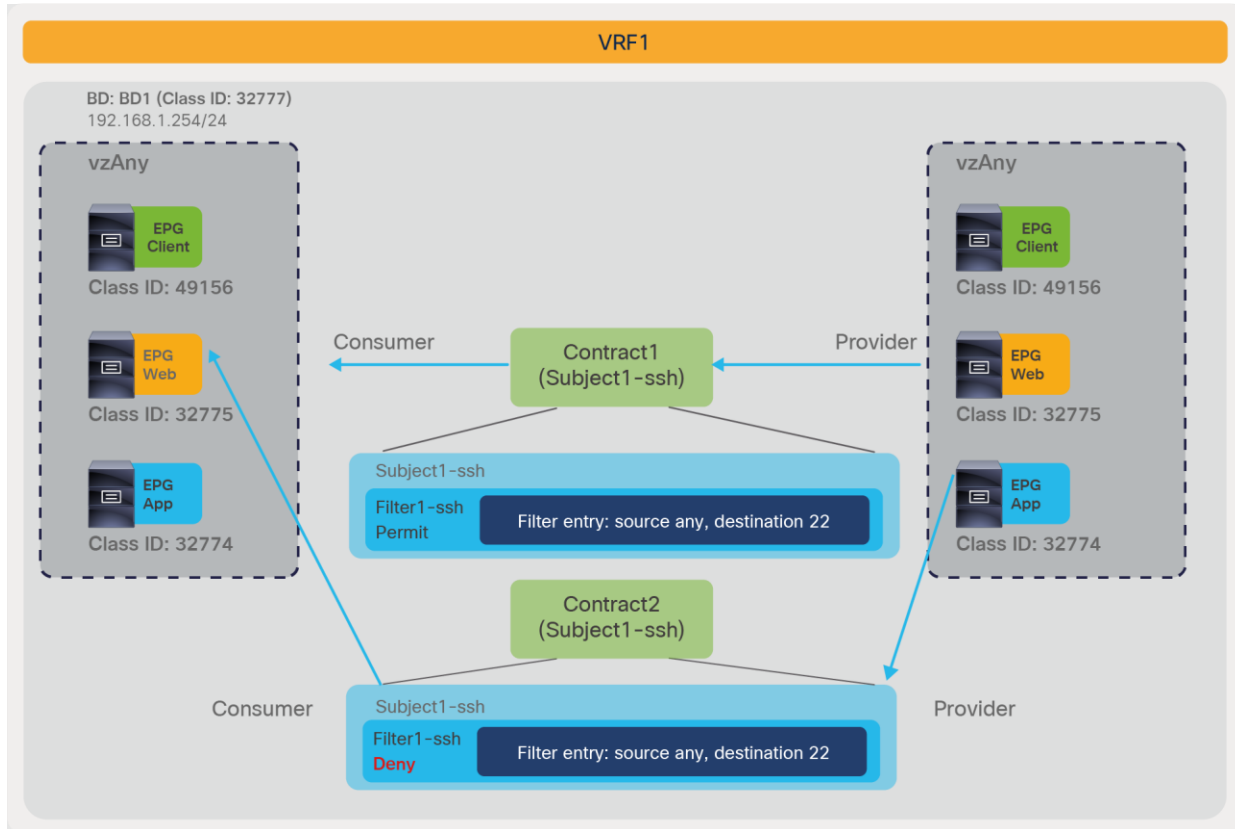 VRF1
BD: BD1 (Class ID: 32777)
192.168.1.254/24
vzAny
EPG
Client
Class ID: 49156
EPG
Web
Class ID: 32775
EPG
App
Class ID: 32774
Consumer
Contract1
(Subject1-ssh)
Provider
Subject1-ssh
Filter1-ssh
Permit
Filter entry: source any, destination 22
Contract2
(Subject1-ssh)
Consumer
Subject1-ssh
Filter1-ssh
Deny
Filter entry: source any, destination 22
Provider
vzAny
EPG
Client
Class ID: 49156
EPG
Web
Class ID: 32775
EPG
App
Class ID: 32774